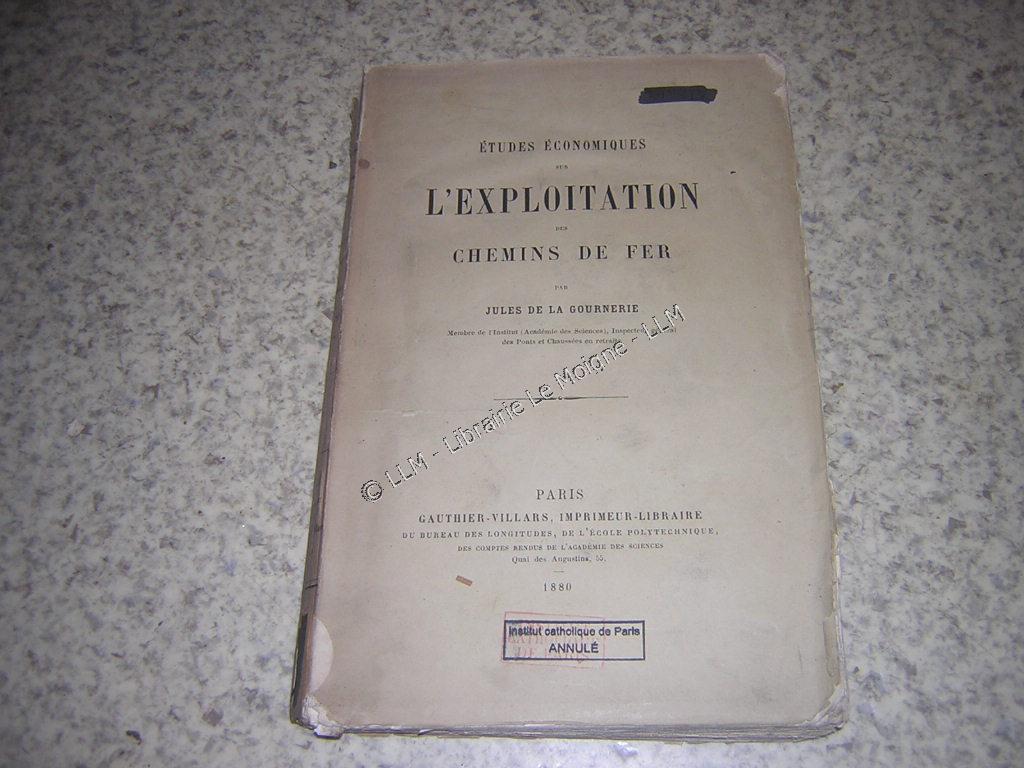 ÉTUDES ÉCONOMIQUES
SUR
L'EXPLOITATION
DES
CHEMINS DE FER
PAR
JULES DE LA GOURNERIE
Membre de l'Institut (Académie des Sciences), Inspecteur
des Ponts et Chaussées en retraite
© LLM - Librairie Le Moigne - LLM
PARIS
GAUTHIER-VILLARS, IMPRIMEUR-LIBRAIRE
DU BUREAU DES LONGITUDES, DE L'ÉCOLE POLYTECHNIQUE,
DES COMPTES RENDUS DE L'ACADÉMIE DES SCIENCES
Quai des Augustins, 55.
1880
Institut catholique de Paris
ANNULÉ
DE PARIS